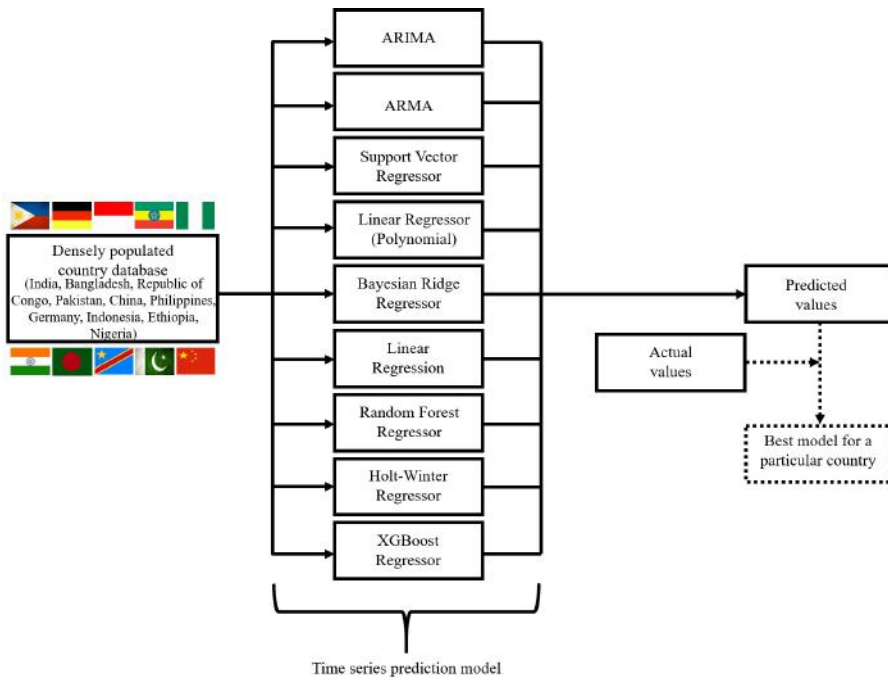 Densely populated
country database
(India, Bangladesh, Republic of
Congo, Pakistan, China, Philippines,
Germany, Indonesia, Ethiopia,
Nigeria)
ARIMA
ARMA
Support Vector
Regressor
Linear Regressor
(Polynomial)
Bayesian Ridge
Regressor
Linear
Regression
Random Forest
Regressor
Holt-Winter
Regressor
XGBoost
Regressor
Time series prediction model
Predicted
values
Actual
values
Best model for a
particular country